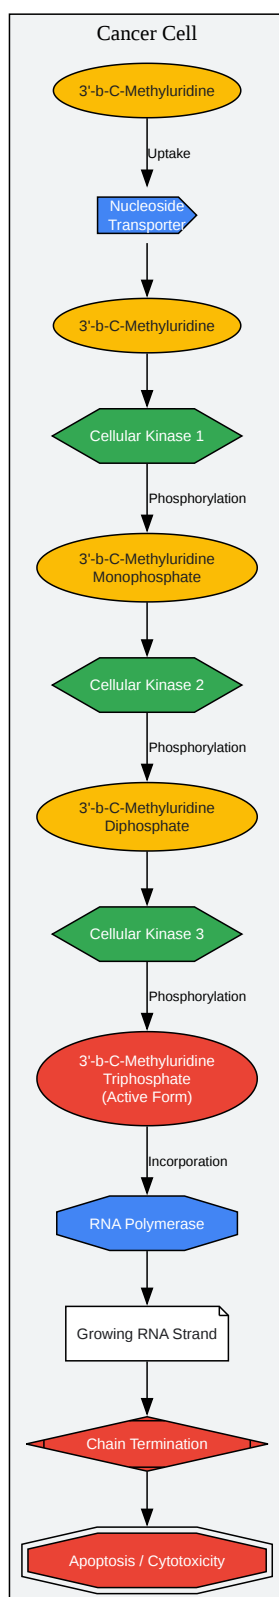 Cancer Cell
3'-b-C-Methyluridine
Uptake
Nucleoside
Transporter
3'-b-C-Methyluridine
Cellular Kinase 1
Phosphorylation
3'-b-C-Methyluridine
Monophosphate
Cellular Kinase 2
Phosphorylation
3'-b-C-Methyluridine
Diphosphate
Cellular Kinase 3
Phosphorylation
3'-b-C-Methyluridine
Triphosphate
(Active Form)
Incorporation
RNA Polymerase
Growing RNA Strand
Chain Termination
Apoptosis / Cytotoxicity